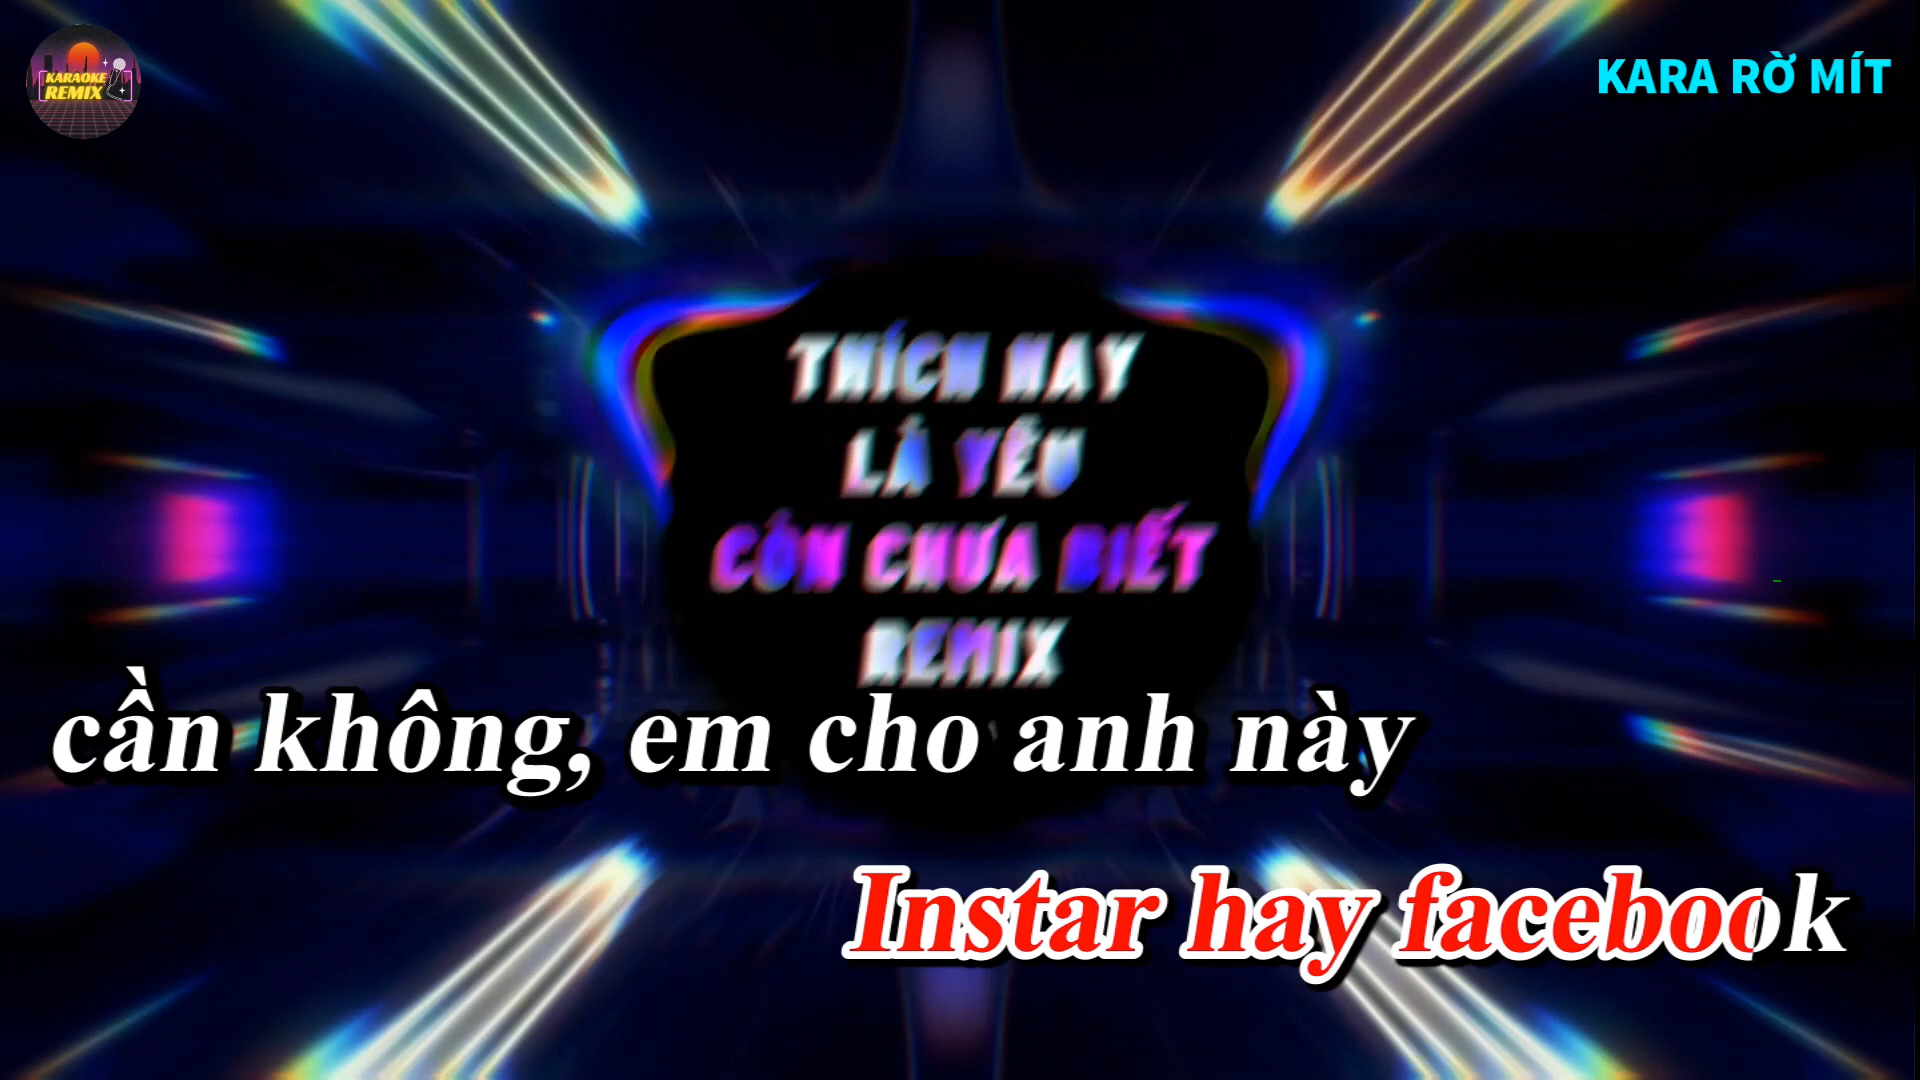 KARAOKE
REMIX
KARA RỜ MÍT
THÍCH HAY
LÀ YÊU
CÒN CHƯA BIẾT
REMIX
cần không, em cho anh này
Instar hay facebook